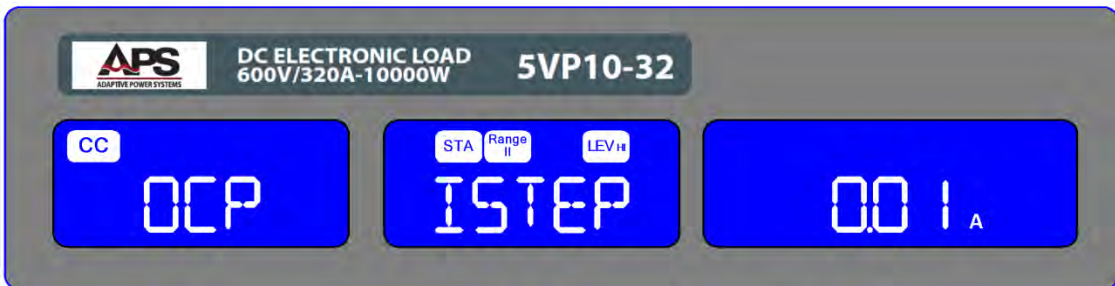 APS
ADAPTIVE POWER SYSTEMS
DC ELECTRONIC LOAD
600V/320A-10000W
5VP10-32
CC
OCP
STA
Range
II
LEV HI
ISTEP
0.01 A